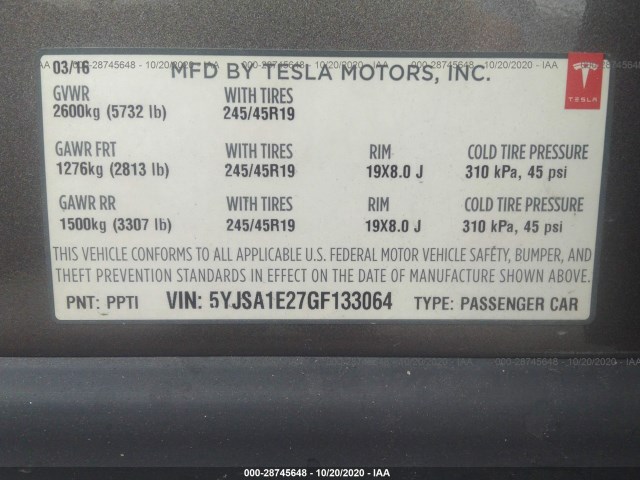 03/16 MFD BY TESLA MOTORS, INC.
GVWR WITH TIRES TESLA
2600kg (5732 lb) 245/45R19
GAWR FRT WITH TIRES RIM COLD TIRE PRESSURE
1276kg (2813 lb) 245/45R19 19X8.0 J 310 kPa, 45 psi
GAWR RR WITH TIRES RIM COLD TIRE PRESSURE
1500kg (3307 lb) 245/45R19 19X8.0 J 310 kPa, 45 psi
THIS VEHICLE CONFORMS TO ALL APPLICABLE U.S. FEDERAL MOTOR VEHICLE SAFETY, BUMPER, AND
THEFT PREVENTION STANDARDS IN EFFECT ON THE DATE OF MANUFACTURE SHOWN ABOVE.
PNT: PPTI VIN: 5YJSA1E27GF133064 TYPE: PASSENGER CAR
000-28745648 - 10/20/2020 - IAA